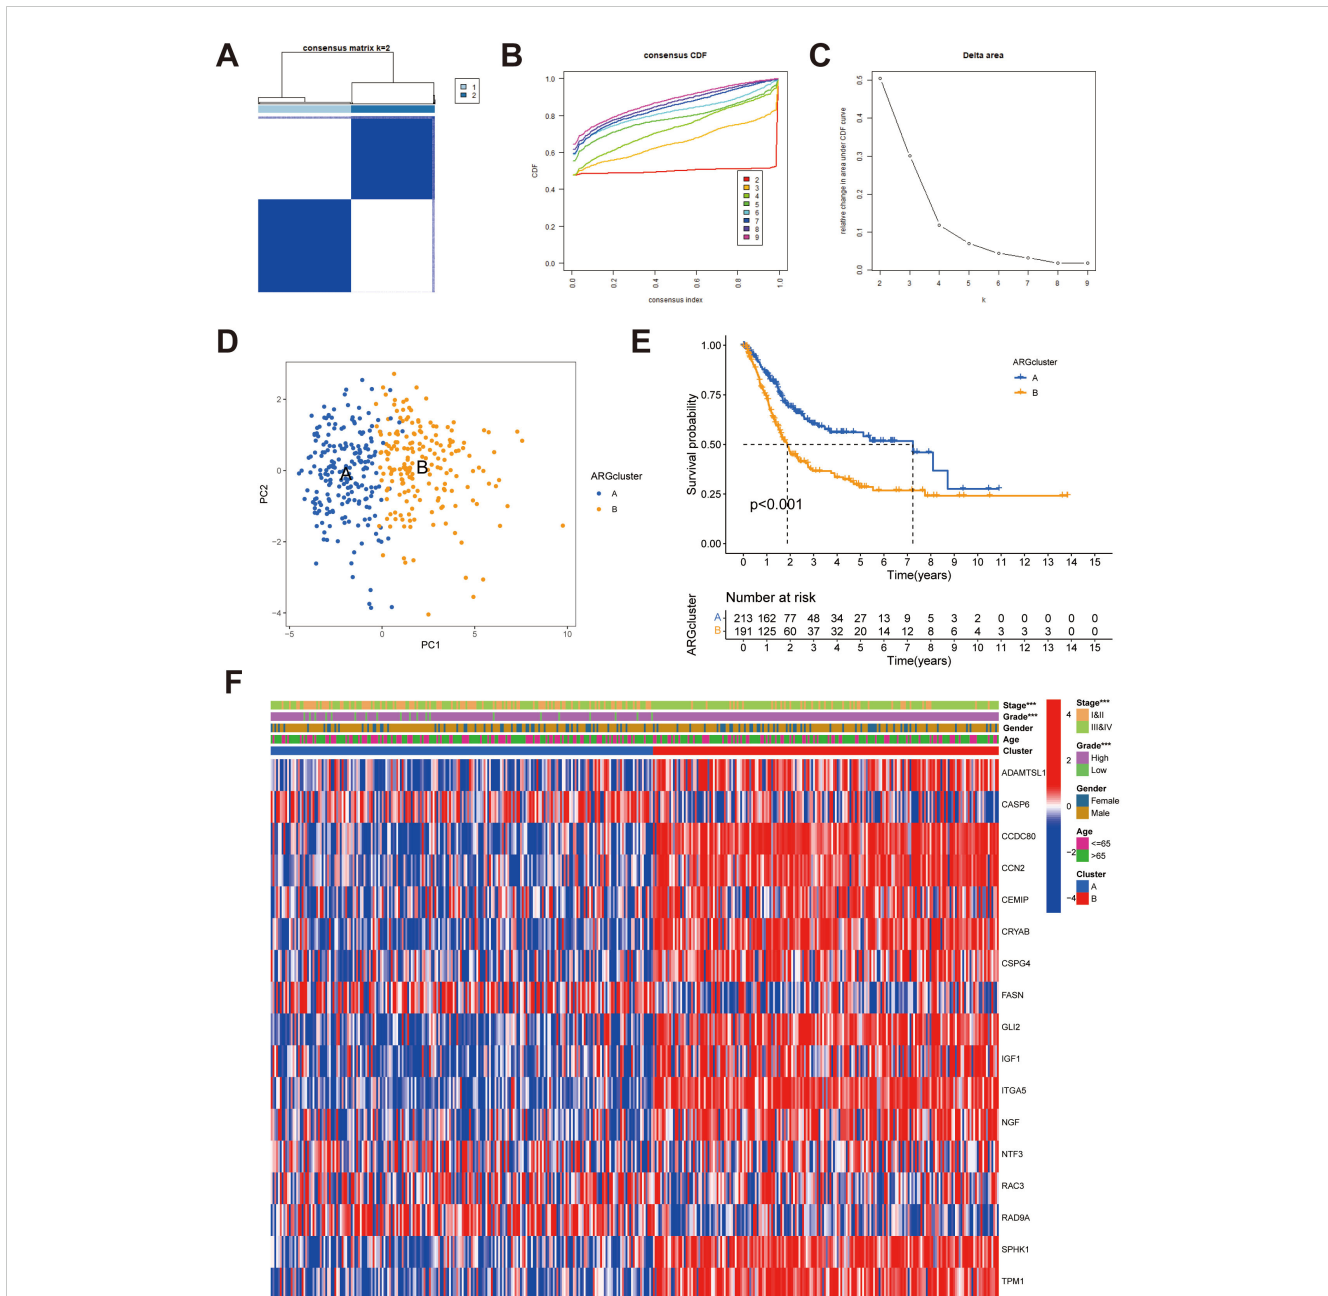 A
consensus matrix k=2
1
2
B
consensus CDF
CDF
1.0
0.8
0.6
0.4
0.2
0.0
2
3
4
5
6
7
8
9
0.0 0.2 0.4 0.6 0.8 1.0
consensus index
C
Delta area
relative change in area under CDF curve
0.5
0.4
0.3
0.2
0.1
0.0
2 3 4 5 6 7 8 9
k
D
PC2
2
0
−2
−4
A
B
−5 0 5 10
PC1
ARGcluster
A
B
E
Survival probability
1.00
0.75
0.50
0.25
0.00
p<0.001
ARGcluster
A
B
0 1 2 3 4 5 6 7 8 9 10 11 12 13 14 15
Time(years)
Number at risk
ARGcluster
A 213 162 77 48 34 27 13 9 5 3 2 0 0 0 0 0
B 191 125 60 37 32 20 14 12 8 6 4 3 3 3 0 0
0 1 2 3 4 5 6 7 8 9 10 11 12 13 14 15
Time(years)
F
Stage***
Grade***
Gender
Age
Cluster
ADAMTSL1
CASP6
CCDC80
CCN2
CEMIP
CRYAB
CSPG4
FASN
GLI2
IGF1
ITGA5
NGF
NTF3
RAC3
RAD9A
SPHK1
TPM1
4
2
0
−2
−4
Stage***
I&II
III&IV
Grade***
High
Low
Gender
Female
Male
Age
<=65
>65
Cluster
A
B